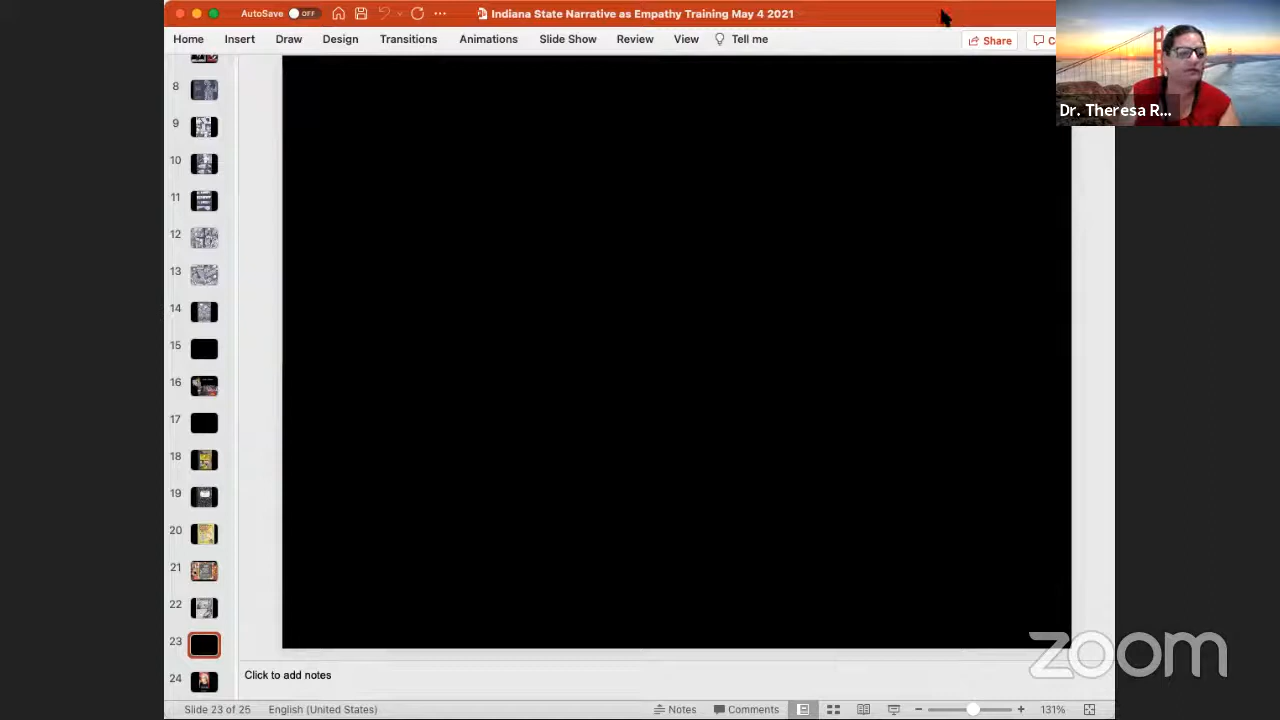 AutoSave OFF
Indiana State Narrative as Empathy Training May 4 2021
Home Insert Draw Design Transitions Animations Slide Show Review View Tell me
Share C
Dr. Theresa R...
8
9
10
11
12
13
14
15
16
17
18
19
20
21
22
23
24
Click to add notes
Slide 23 of 25 English (United States) Notes Comments 131%
zoom